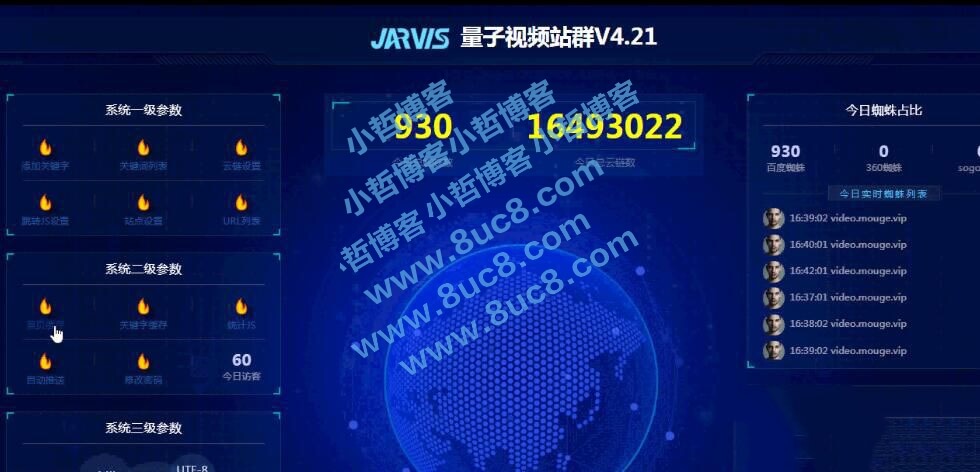 JARVIS 量子视频站群V4.21
系统一级参数
添加关键字 关键词列表 云链设置
跳转JS设置 站点设置 URL列表
系统二级参数
关键字缓存 统计JS
自动推送 修改密码 60
今日访客
系统三级参数
UTF-8
930 16493022
今日总云链数
小哲博客 小哲博客
小哲博客 小哲博客
小哲博客 小哲博客
www.8uc8.com
www.8uc8.com
www.8uc8.com
今日蜘蛛占比
930 0
百度蜘蛛 360蜘蛛 sogo
今日实时蜘蛛列表
16:39:02 video.mouge.vip
16:40:01 video.mouge.vip
16:42:01 video.mouge.vip
16:37:01 video.mouge.vip
16:38:02 video.mouge.vip
16:39:02 video.mouge.vip